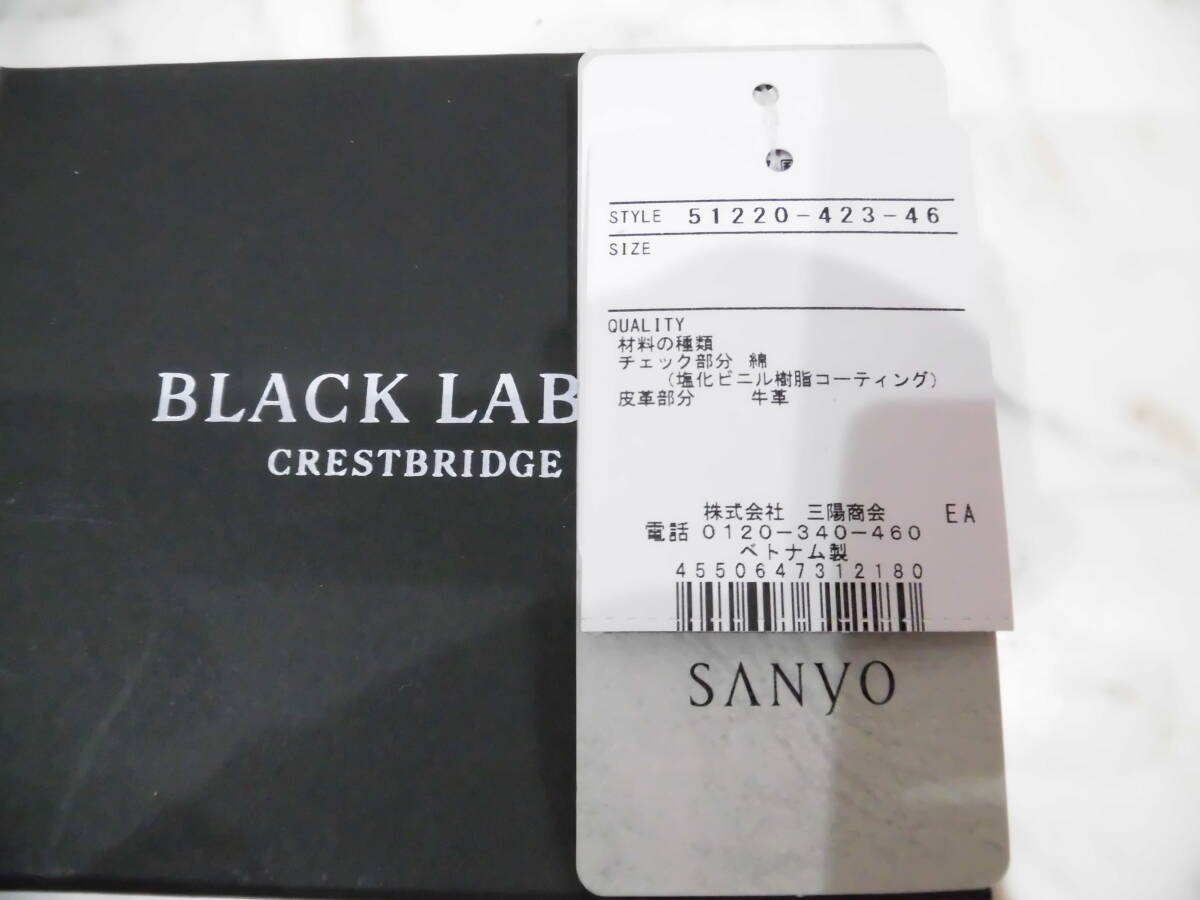 BLACK LAB
CRESTBRIDGE
STYLE 51220-423-46
SIZE
QUALITY
材料の種類
チェック部分 綿
(塩化ビニル樹脂コーティング)
皮革部分 牛革
株式会社 三陽商会 EA
電話 0120-340-460
ベトナム製
4550647312180
SANYO